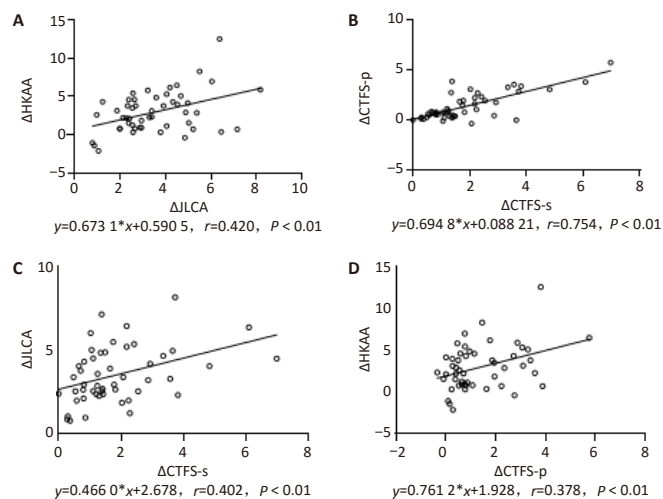 A
15
10
5
0
−5
ΔHKAA
0 2 4 6 8 10
ΔJLCA
y=0.673 1*x+0.590 5，r=0.420，P < 0.01
B
10
5
0
−5
ΔCTFS-p
0 2 4 6 8
ΔCTFS-s
y=0.694 8*x+0.088 21，r=0.754，P < 0.01
C
10
5
0
ΔJLCA
0 2 4 6 8
ΔCTFS-s
y=0.466 0*x+2.678，r=0.402，P < 0.01
D
15
10
5
0
−5
ΔHKAA
−2 0 2 4 6 8
ΔCTFS-p
y=0.761 2*x+1.928，r=0.378，P < 0.01